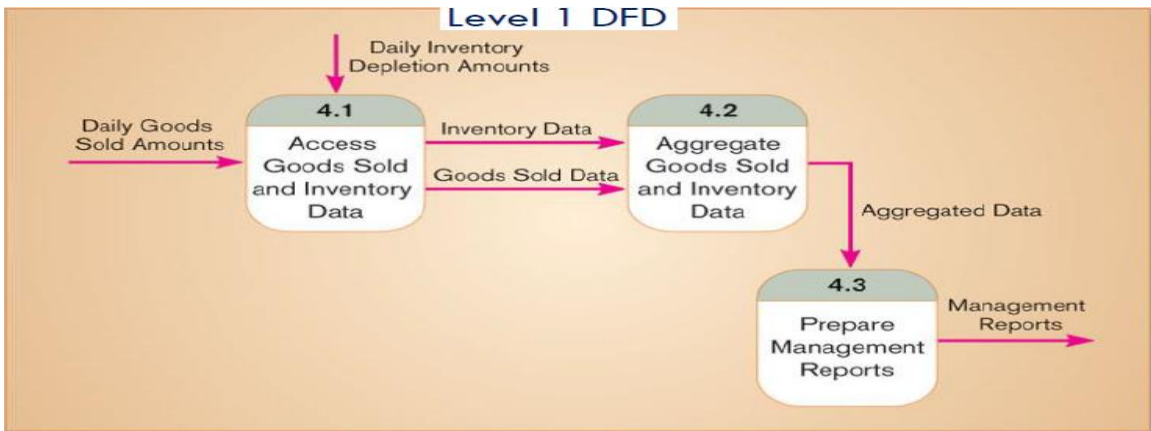 Level 1 DFD
Daily Inventory
Depletion Amounts
Daily Goods
Sold Amounts
4.1
Access
Goods Sold
and Inventory
Data
Inventory Data
Goods Sold Data
4.2
Aggregate
Goods Sold
and Inventory
Data
Aggregated Data
4.3
Prepare
Management
Reports
Management
Reports